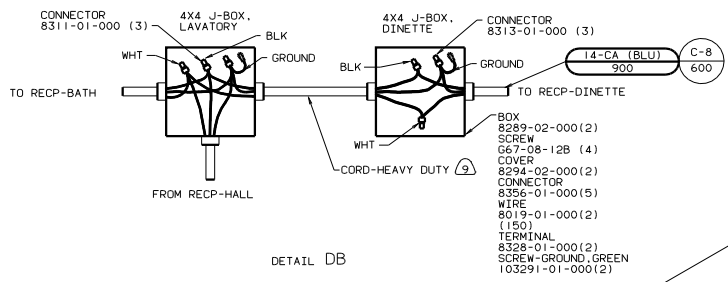 CONNECTOR
8311-01-000 (3)
4X4 J-BOX,
LAVATORY
BLK
WHT
GROUND
TO RECP-BATH
FROM RECP-HALL
4X4 J-BOX,
DINETTE
CONNECTOR
8313-01-000 (3)
BLK
GROUND
WHT
14-CA (BLU)
900
C-8
600
TO RECP-DINETTE
CORD-HEAVY DUTY 9
BOX
8289-02-000(2)
SCREW
G67-08-12B (4)
COVER
8294-02-000(2)
CONNECTOR
8356-01-000(5)
WIRE
8019-01-000(2)
(150)
TERMINAL
8328-01-000(2)
SCREW-GROUND,GREEN
103291-01-000(2)
DETAIL DB